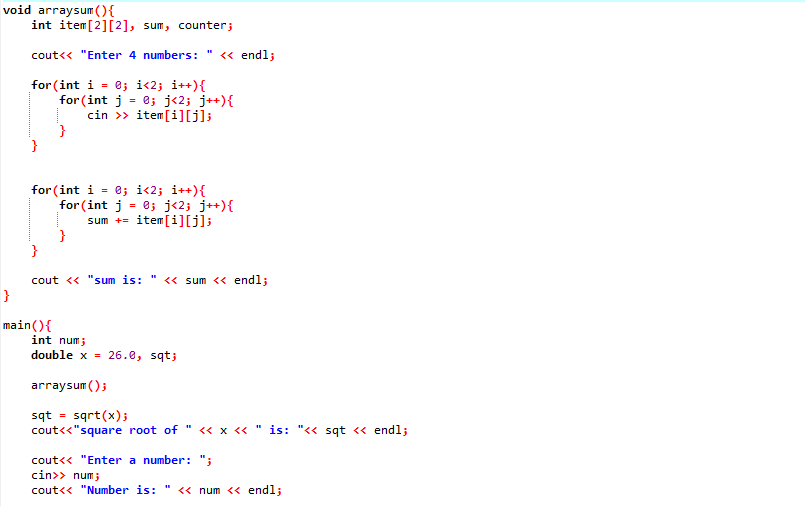 void arraysum(){
    int item[2][2], sum, counter;

    cout<< "Enter 4 numbers: " << endl;

    for(int i = 0; i<2; i++){
        for(int j = 0; j<2; j++){
            cin >> item[i][j];
        }
    }


    for(int i = 0; i<2; i++){
        for(int j = 0; j<2; j++){
            sum += item[i][j];
        }
    }

    cout << "sum is: " << sum << endl;
}

main(){
    int num;
    double x = 26.0, sqt;

    arraysum();

    sqt = sqrt(x);
    cout<<"square root of " << x << " is: "<< sqt << endl;

    cout<< "Enter a number: ";
    cin>> num;
    cout<< "Number is: " << num << endl;